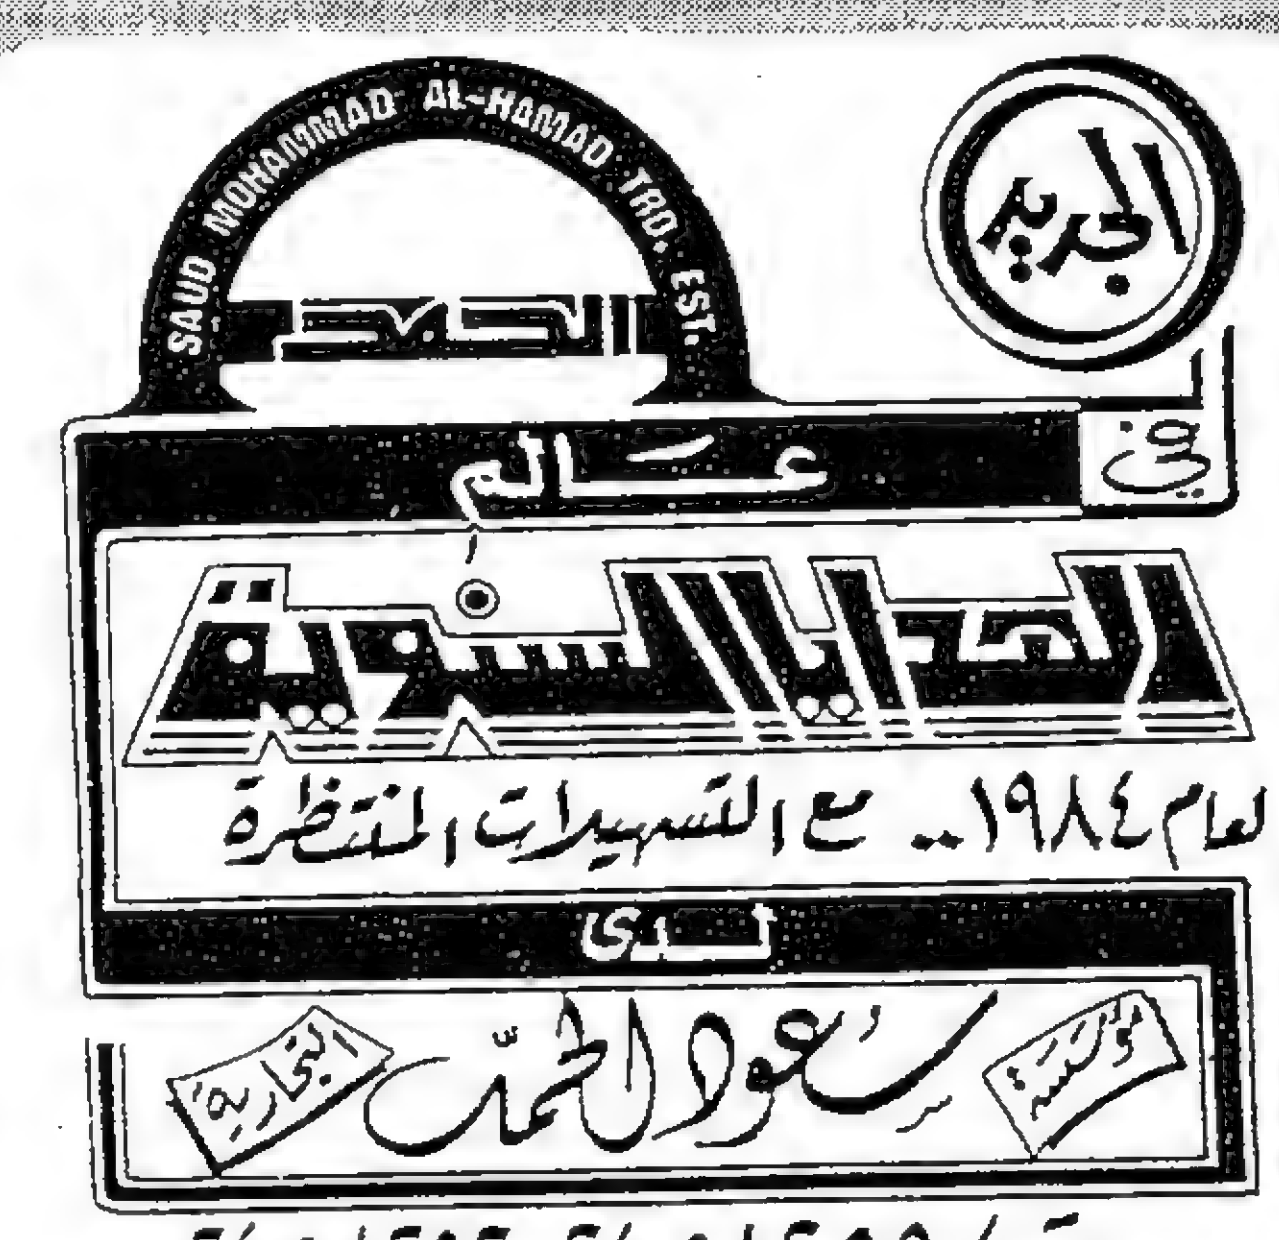 SAUD MOHAMMAD AL-HAMAD TRD. EST.
الحمد
الجديد
في
عالم
الهدايا السنوية
لعام ١٩٨٤.. مع التسهيلات المنتظرة
لدى
مؤسسة سعود الحمد التجارية